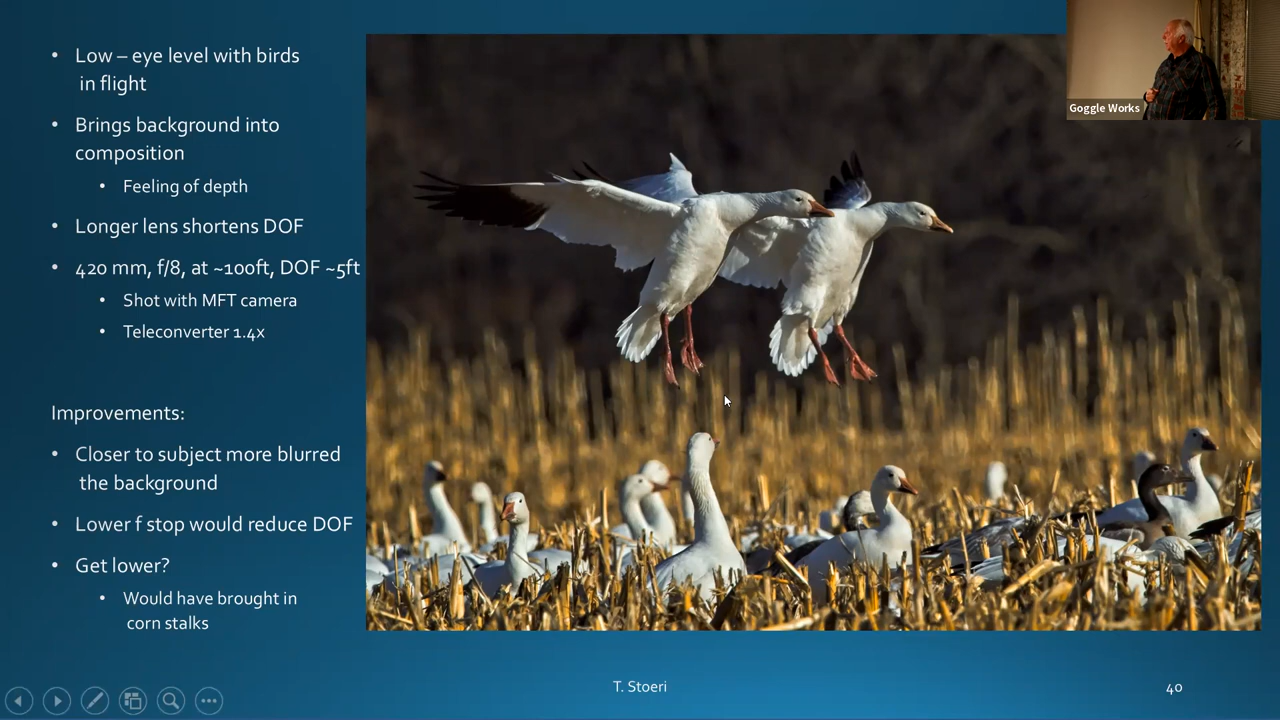 • Low – eye level with birds
in flight
• Brings background into
composition
• Feeling of depth
• Longer lens shortens DOF
• 420 mm, f/8, at ~100ft, DOF ~5ft
• Shot with MFT camera
• Teleconverter 1.4x
Improvements:
• Closer to subject more blurred
the background
• Lower f stop would reduce DOF
• Get lower?
• Would have brought in
corn stalks
Goggle Works
T. Stoeri
40